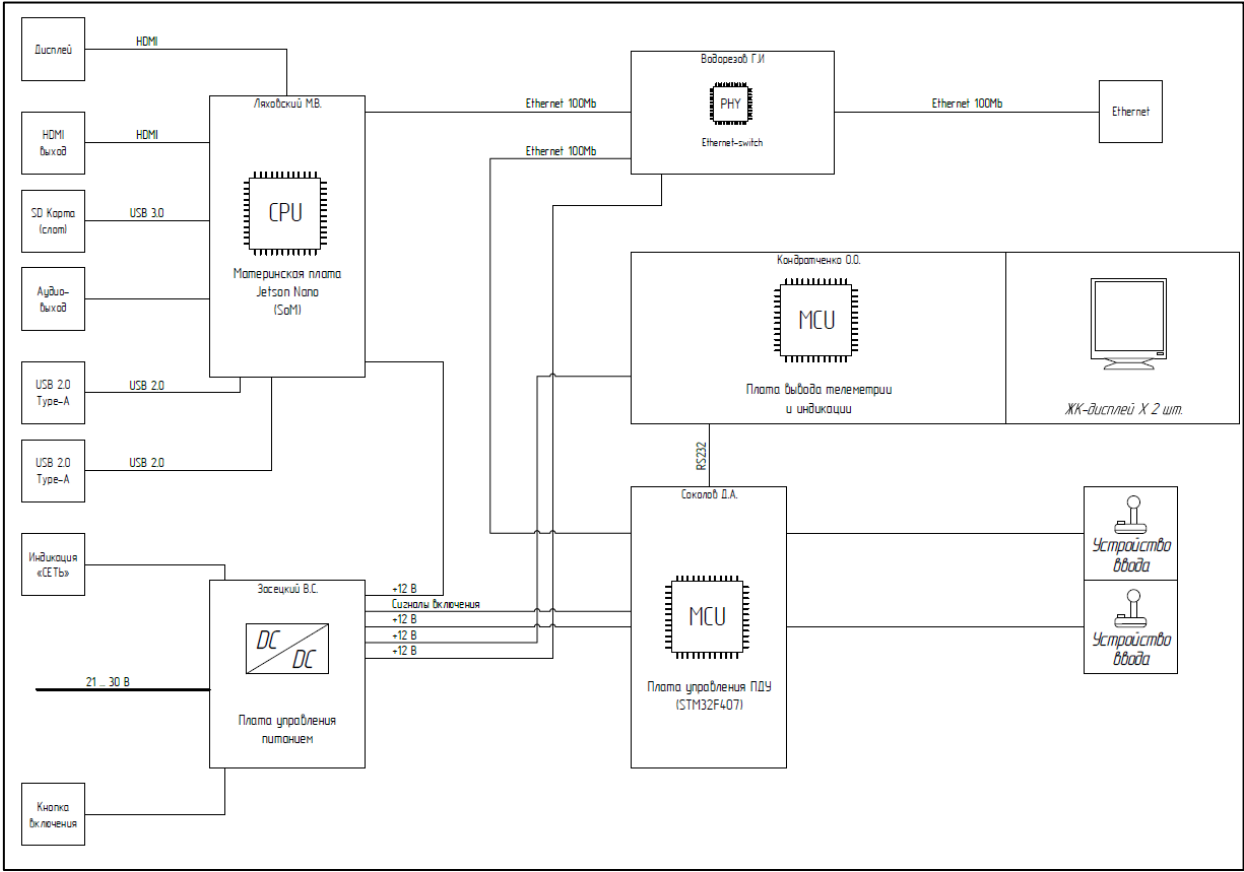 Дисплей
HDMI
Ляховский М.В.
HDMI
выход
HDMI
SD Карта
(слот)
USB 3.0
CPU
Аудио-
выход
Материнская плата
Jetson Nano
(SoM)
USB 2.0
Type-A
USB 2.0
USB 2.0
Type-A
USB 2.0
Ethernet 100Mb
Ethernet 100Mb
Водорезов Г.И
PHY
Ethernet-switch
Ethernet 100Mb
Ethernet
Кондратченко О.О.
MCU
Плата вывода телеметрии
и индикации
ЖК-дисплей X 2 шт.
RS232
Индикация
«СЕТЬ»
Засецкий В.С.
DC
DC
Плата управления
питанием
21 ... 30 В
Кнопка
включения
+12 В
Сигналы включения
+12 В
+12 В
+12 В
Соколов Д.А.
MCU
Плата управления ПДУ
(STM32F407)
Устройство
ввода
Устройство
ввода